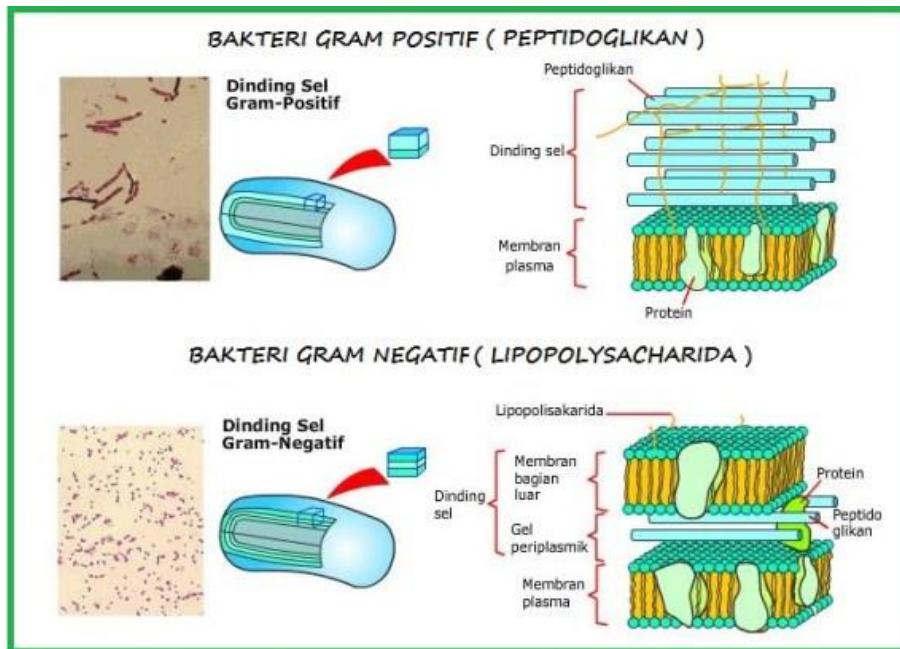 BAKTERI GRAM POSITIF ( PEPTIDOGLIKAN )
Dinding Sel
Gram-Positif
Peptidoglikan
Dinding sel
Membran
plasma
Protein
BAKTERI GRAM NEGATIF ( LIPOPOLYSACHARIDA )
Dinding Sel
Gram-Negatif
Lipopolisakarida
Dinding
sel
Membran
bagian
luar
Gel
periplasmik
Membran
plasma
Protein
Peptido
glikan